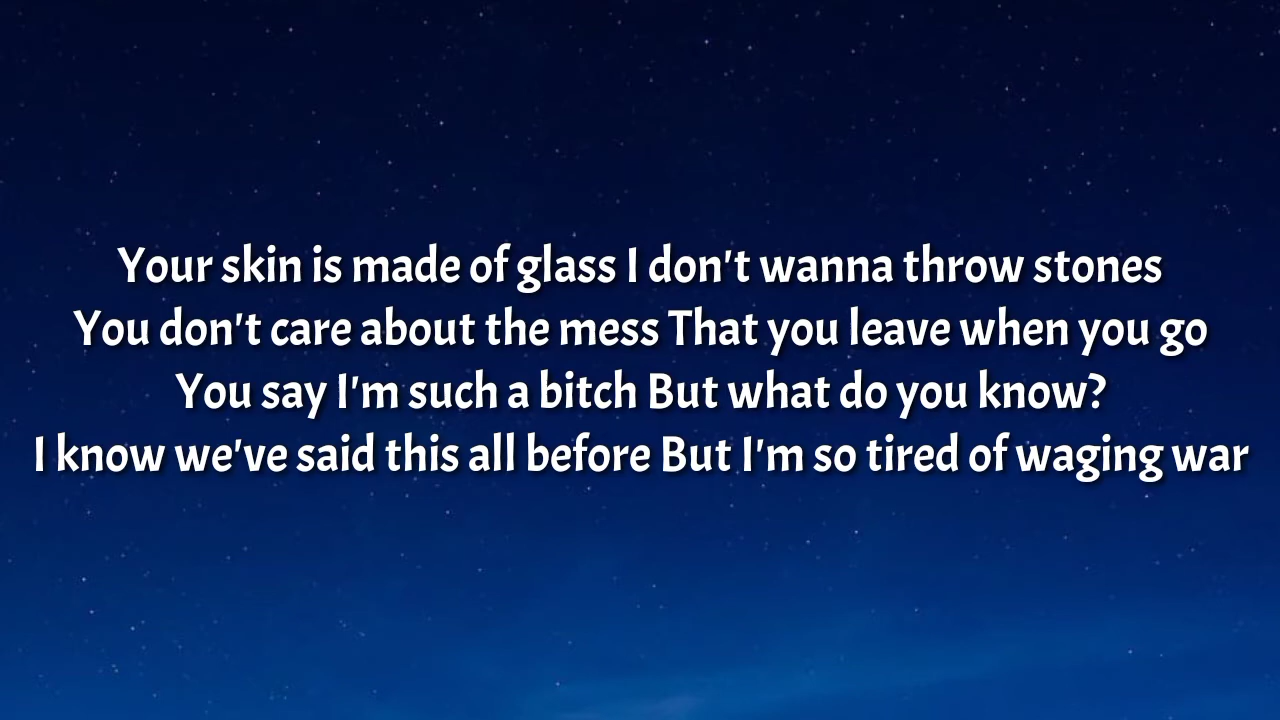 Your skin is made of glass I don't wanna throw stones
You don't care about the mess That you leave when you go
You say I'm such a bitch But what do you know?
I know we've said this all before But I'm so tired of waging war